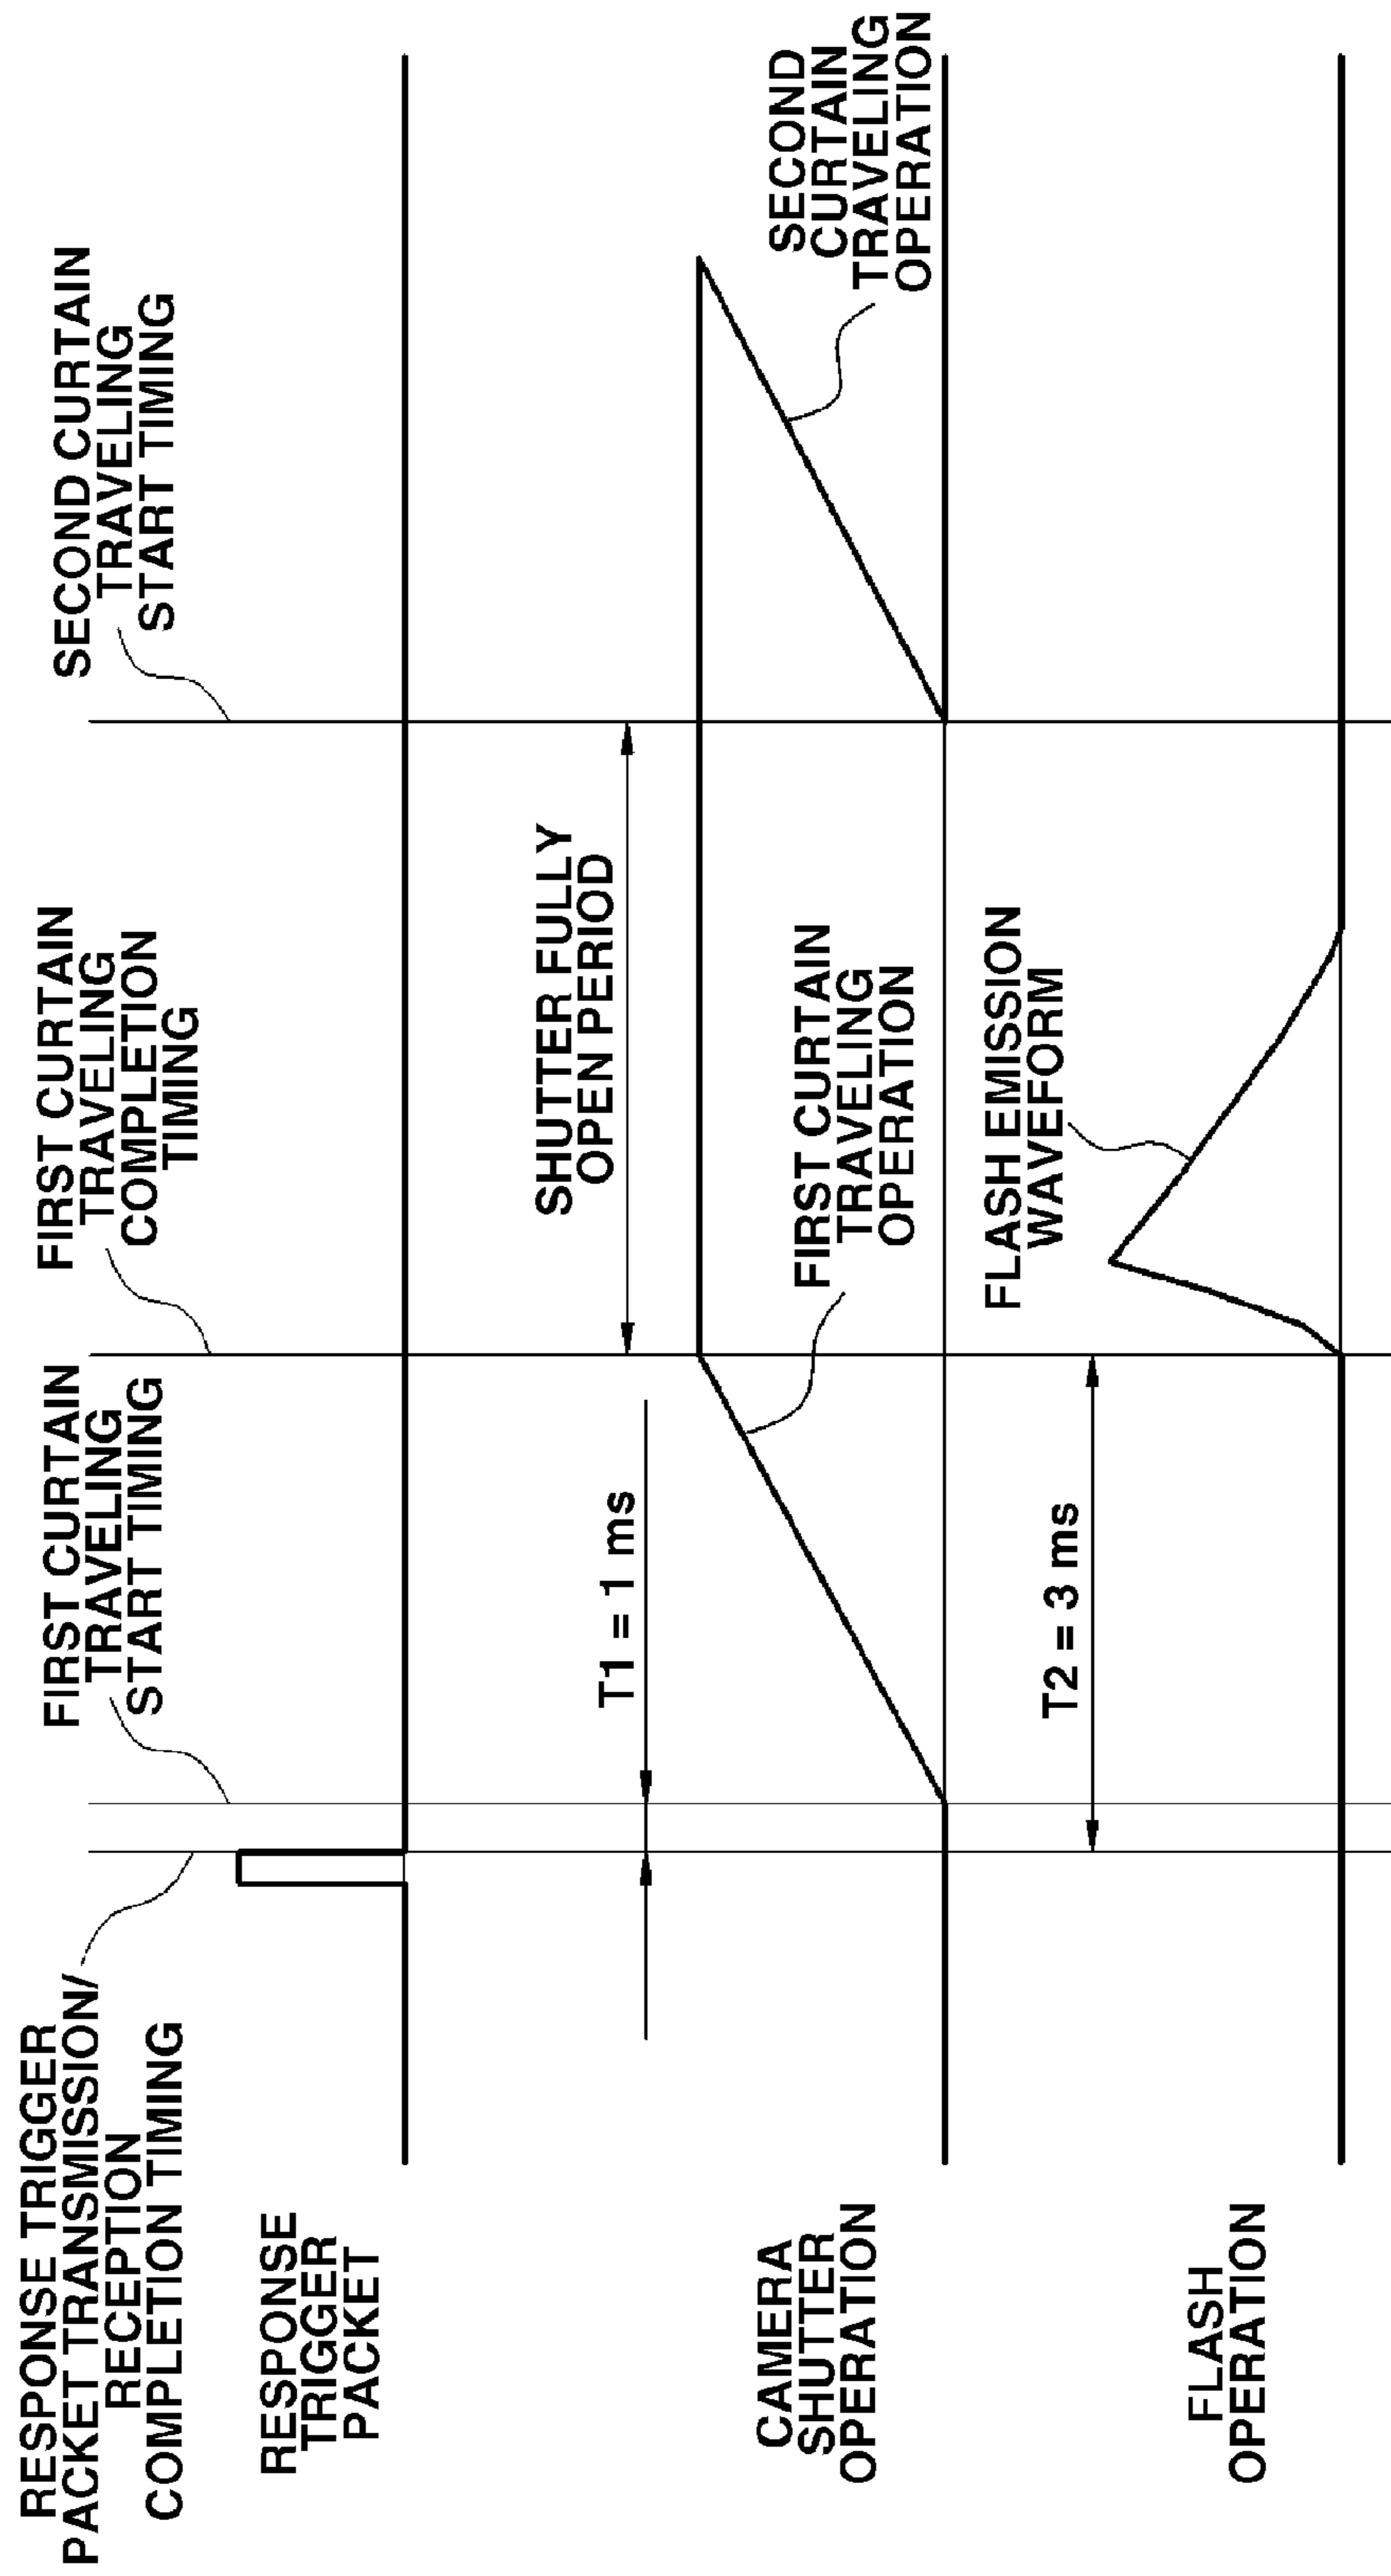 RESPONSE TRIGGER
PACKET TRANSMISSION/
RECEPTION
COMPLETION TIMING
FIRST CURTAIN
TRAVELING
START TIMING
FIRST CURTAIN
TRAVELING
COMPLETION
TIMING
SECOND CURTAIN
TRAVELING
START TIMING
RESPONSE
TRIGGER
PACKET
SHUTTER FULLY
OPEN PERIOD
T1 = 1 ms
CAMERA
SHUTTER
OPERATION
FIRST CURTAIN
TRAVELING
OPERATION
SECOND
CURTAIN
TRAVELING
OPERATION
FLASH EMISSION
WAVEFORM
T2 = 3 ms
FLASH
OPERATION